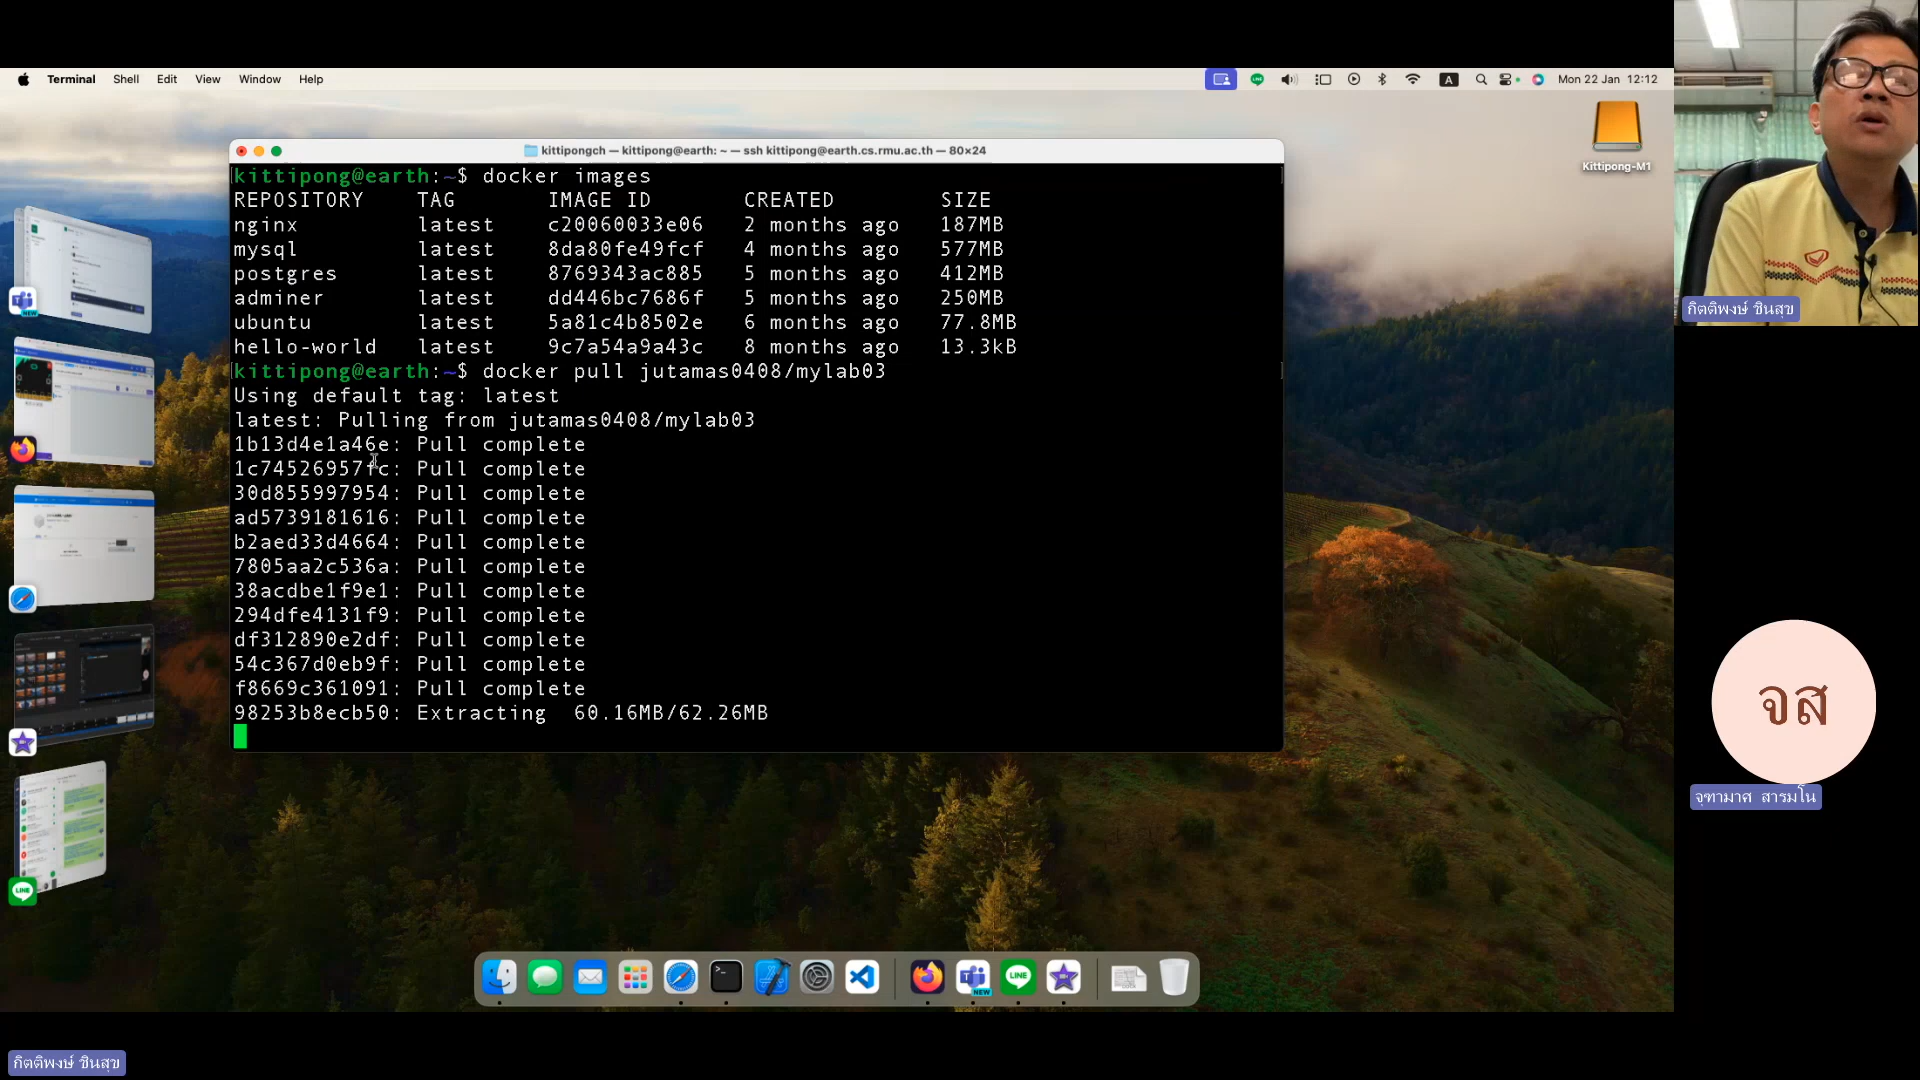 Terminal Shell Edit View Window Help
A Mon 22 Jan 12:12
Kittipong-M1
kittipongch — kittipong@earth: ~ — ssh kittipong@earth.cs.rmu.ac.th — 80×24
kittipong@earth:~$ docker images
REPOSITORY TAG IMAGE ID CREATED SIZE
nginx latest c20060033e06 2 months ago 187MB
mysql latest 8da80fe49fcf 4 months ago 577MB
postgres latest 8769343ac885 5 months ago 412MB
adminer latest dd446bc7686f 5 months ago 250MB
ubuntu latest 5a81c4b8502e 6 months ago 77.8MB
hello-world latest 9c7a54a9a43c 8 months ago 13.3kB
kittipong@earth:~$ docker pull jutamas0408/mylab03
Using default tag: latest
latest: Pulling from jutamas0408/mylab03
1b13d4e1a46e: Pull complete
1c74526957fc: Pull complete
30d855997954: Pull complete
ad5739181616: Pull complete
b2aed33d4664: Pull complete
7805aa2c536a: Pull complete
38acdbe1f9e1: Pull complete
294dfe4131f9: Pull complete
df312890e2df: Pull complete
54c367d0eb9f: Pull complete
f8669c361091: Pull complete
98253b8ecb50: Extracting 60.16MB/62.26MB
กิตติพงษ์ ชินสุข
จส
จุฑามาศ สารมโน
NEW
LINE
NEW
LINE
กิตติพงษ์ ชินสุข